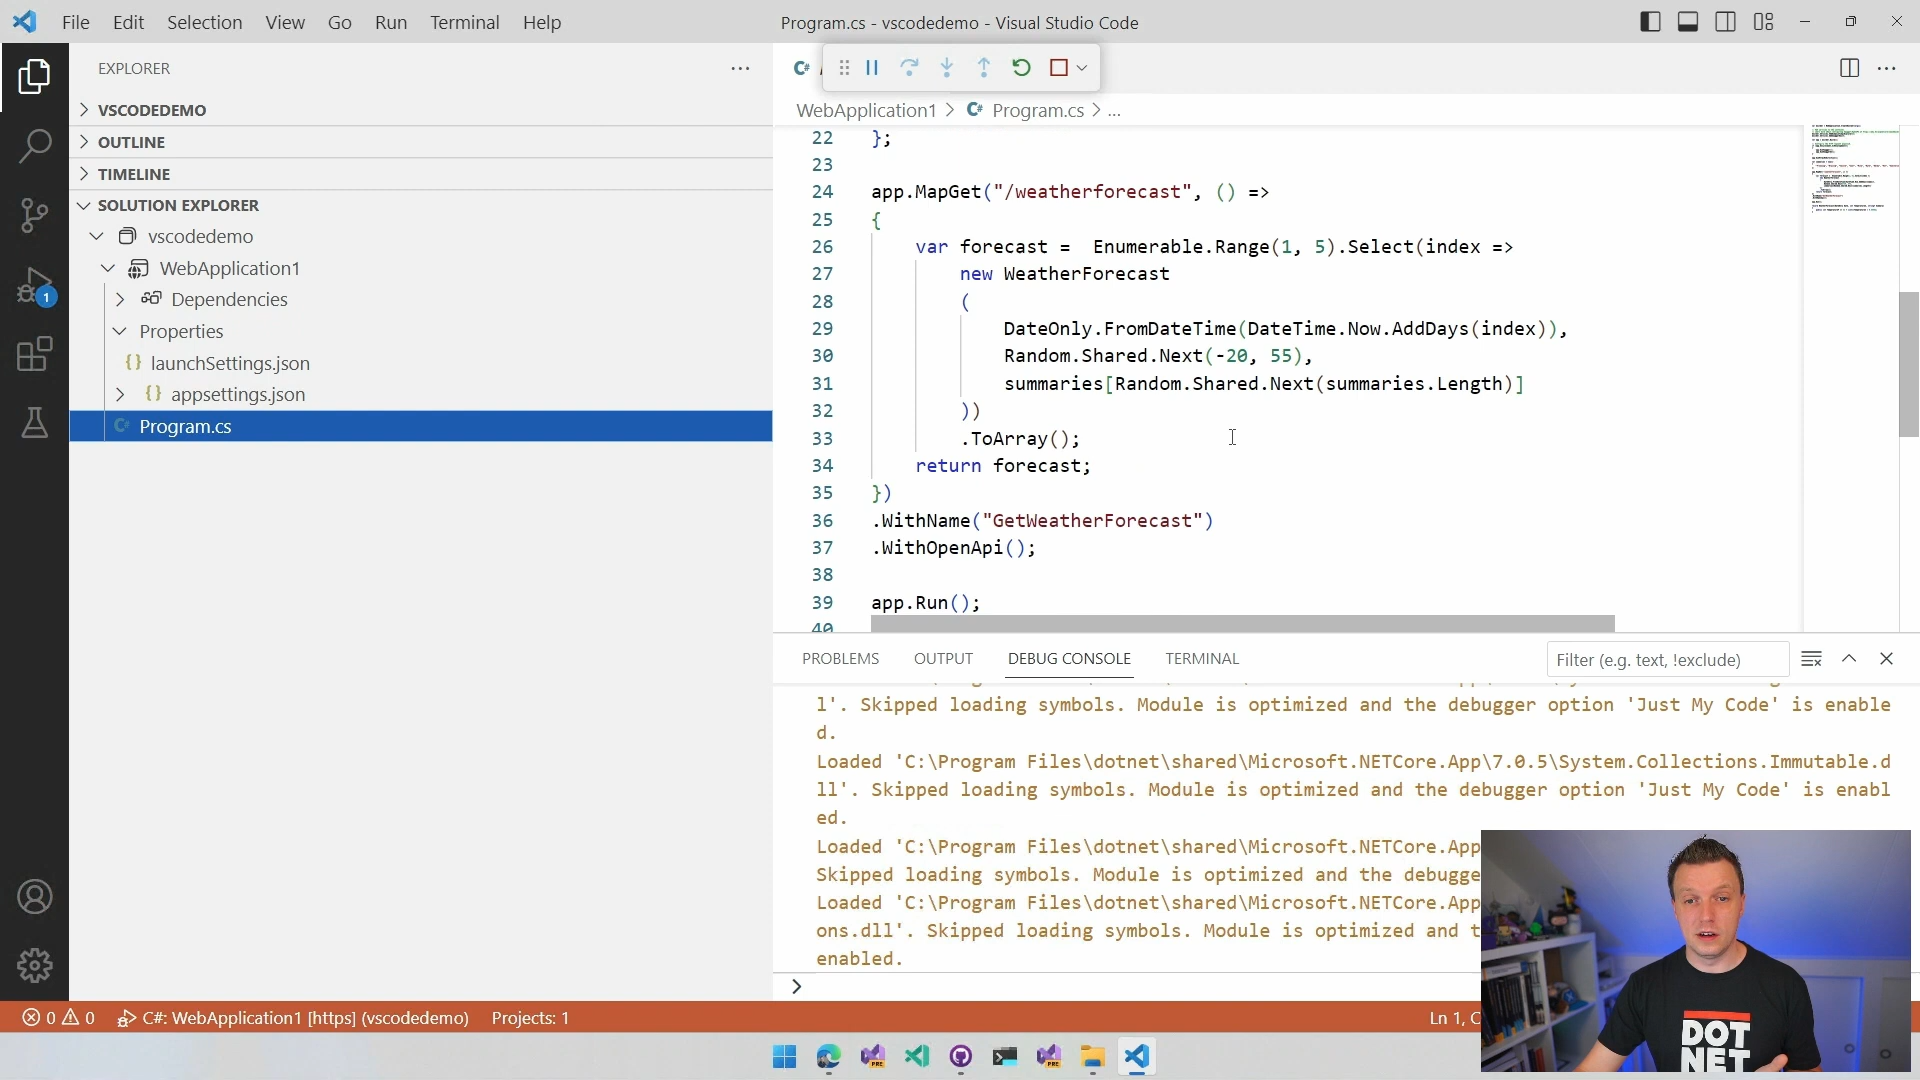 File Edit Selection View Go Run Terminal Help
Program.cs - vscodedemo - Visual Studio Code
EXPLORER
VSCODEDEMO
OUTLINE
TIMELINE
SOLUTION EXPLORER
vscodedemo
WebApplication1
Dependencies
Properties
{} launchSettings.json
{} appsettings.json
C# Program.cs
C#
WebApplication1 > C# Program.cs > ...
22 };
23
24 app.MapGet("/weatherforecast", () =>
25 {
26 var forecast = Enumerable.Range(1, 5).Select(index =>
27 new WeatherForecast
28 (
29 DateOnly.FromDateTime(DateTime.Now.AddDays(index)),
30 Random.Shared.Next(-20, 55),
31 summaries[Random.Shared.Next(summaries.Length)]
32 ))
33 .ToArray();
34 return forecast;
35 })
36 .WithName("GetWeatherForecast")
37 .WithOpenApi();
38
39 app.Run();
40
PROBLEMS OUTPUT DEBUG CONSOLE TERMINAL
Filter (e.g. text, !exclude)
l'. Skipped loading symbols. Module is optimized and the debugger option 'Just My Code' is enable
d.
Loaded 'C:\Program Files\dotnet\shared\Microsoft.NETCore.App\7.0.5\System.Collections.Immutable.d
ll'. Skipped loading symbols. Module is optimized and the debugger option 'Just My Code' is enabl
ed.
Loaded 'C:\Program Files\dotnet\shared\Microsoft.NETCore.App
Skipped loading symbols. Module is optimized and the debugge
Loaded 'C:\Program Files\dotnet\shared\Microsoft.NETCore.App
ons.dll'. Skipped loading symbols. Module is optimized and t
enabled.
>
1
0 0 C#: WebApplication1 [https] (vscodedemo) Projects: 1
Ln 1, C
PRE PRE
DOT
NET